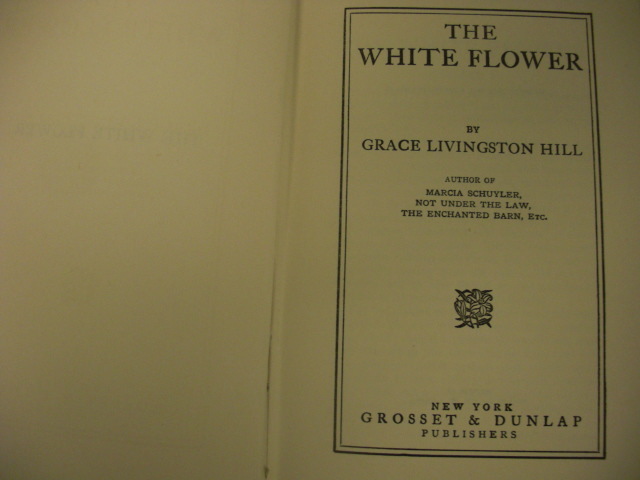 THE
WHITE FLOWER
BY
GRACE LIVINGSTON HILL
AUTHOR OF
MARCIA SCHUYLER,
NOT UNDER THE LAW,
THE ENCHANTED BARN, ETC.
NEW YORK
GROSSET & DUNLAP
PUBLISHERS